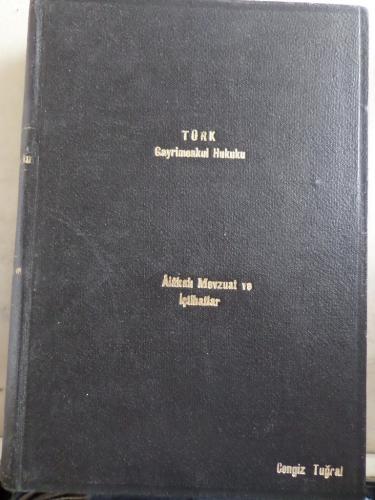 TÜRK
Gayrimenkul Hukuku
Alâkalı Mevzuat ve
İçtihatlar
Cengiz Tuğral